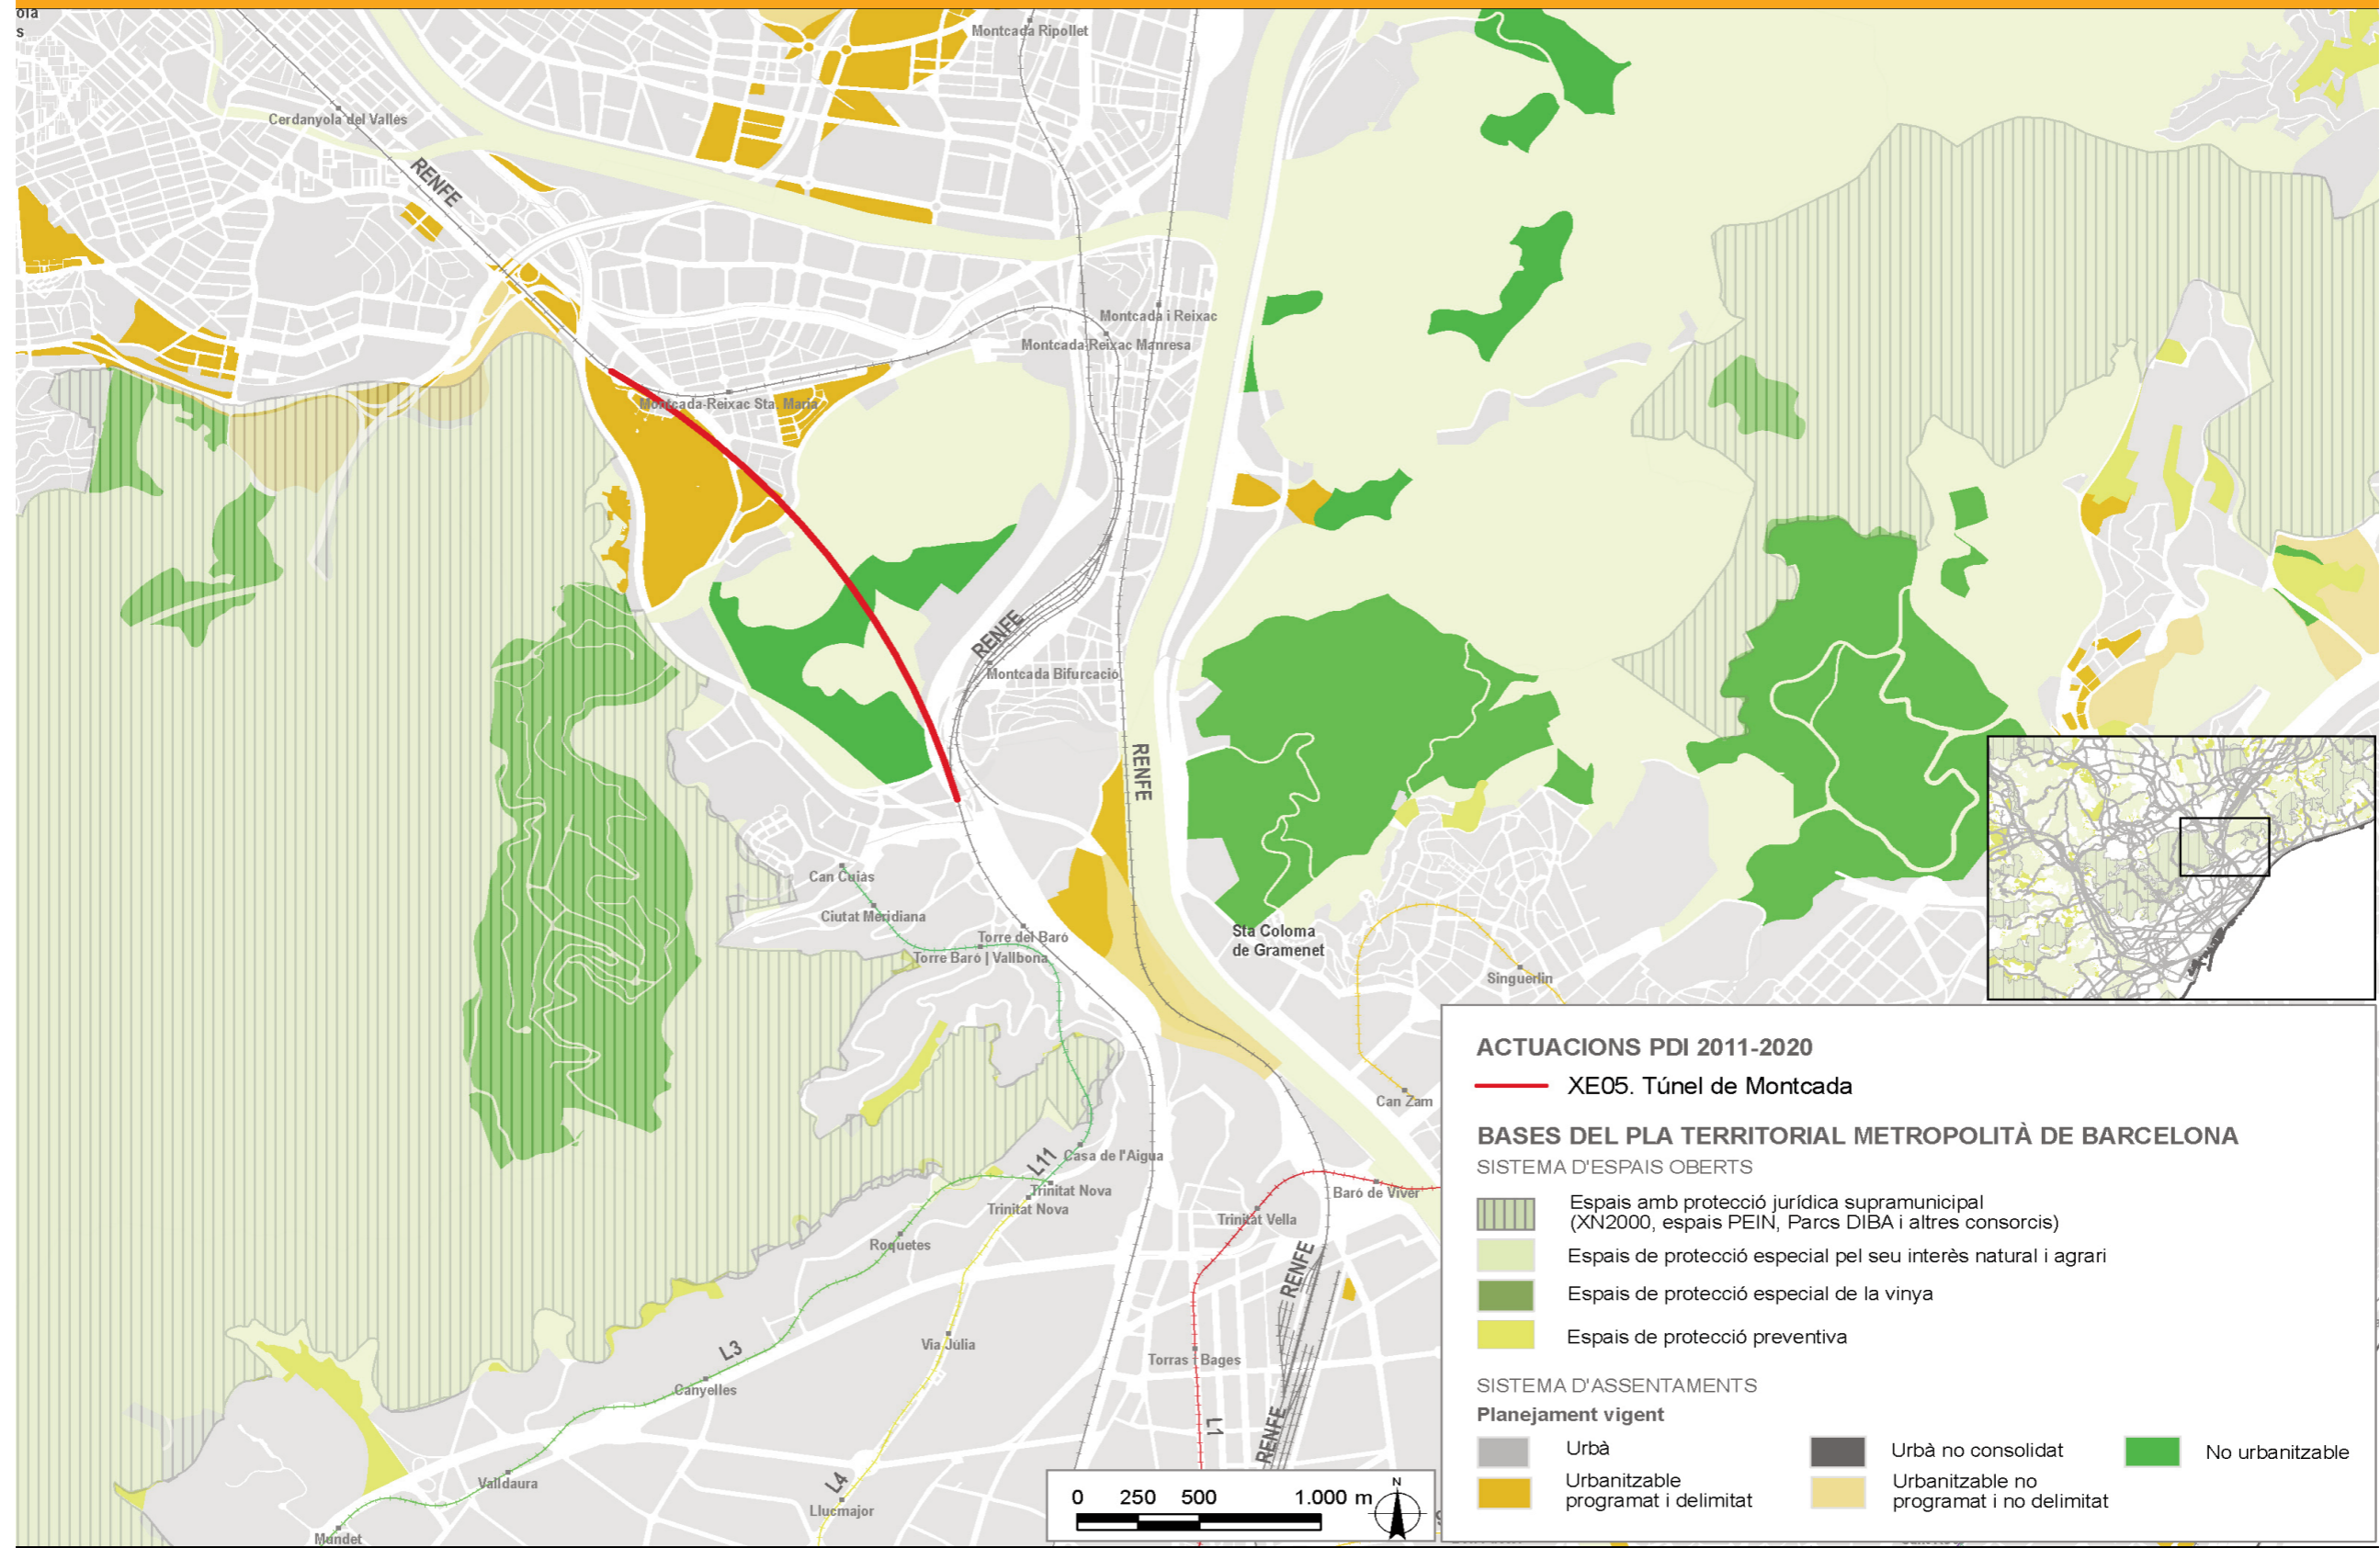 ola
s
Montcada Ripollet
Cerdanyola del Vallès
RENFE
Montcada i Reixac
Montcada-Reixac Manresa
Montcada-Reixac Sta. Maria
RENFE
Montcada Bifurcació
RENFE
Can Cuiàs
Ciutat Meridiana
Torre del Baró
Torre Baró | Vallbona
Sta Coloma
de Gramenet
Singuerlin
Can Zam
Casa de l'Aigua
L11
Trinitat Nova
Trinitat Nova
Baró de Viver
Trinitat Vella
Roquetes
RENFE
Via Júlia
L3
Torras i Bages
Canyelles
L1
RENFE
Valldaura
L4
Llucmajor
Mundet
0 250 500 1.000 m
N
ACTUACIONS PDI 2011-2020
XE05. Túnel de Montcada
BASES DEL PLA TERRITORIAL METROPOLITÀ DE BARCELONA
SISTEMA D'ESPAIS OBERTS
Espais amb protecció jurídica supramunicipal
(XN2000, espais PEIN, Parcs DIBA i altres consorcis)
Espais de protecció especial pel seu interès natural i agrari
Espais de protecció especial de la vinya
Espais de protecció preventiva
SISTEMA D'ASSENTAMENTS
Planejament vigent
Urbà
Urbà no consolidat
No urbanitzable
Urbanitzable
programat i delimitat
Urbanitzable no
programat i no delimitat